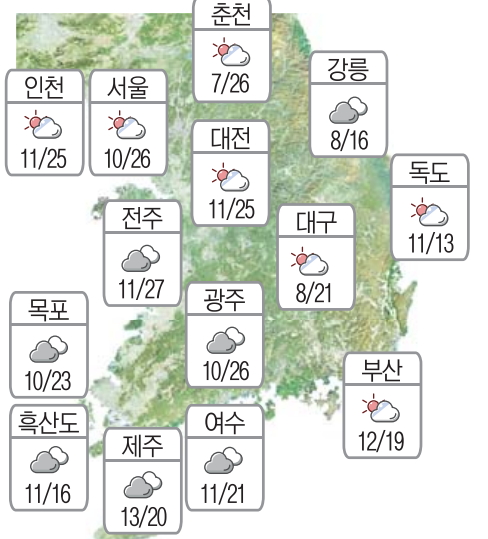 춘천
7/26
강릉
8/16
인천
11/25
서울
10/26
대전
11/25
독도
11/13
전주
11/27
대구
8/21
광주
10/26
목포
10/23
부산
12/19
흑산도
11/16
제주
13/20
여수
11/21